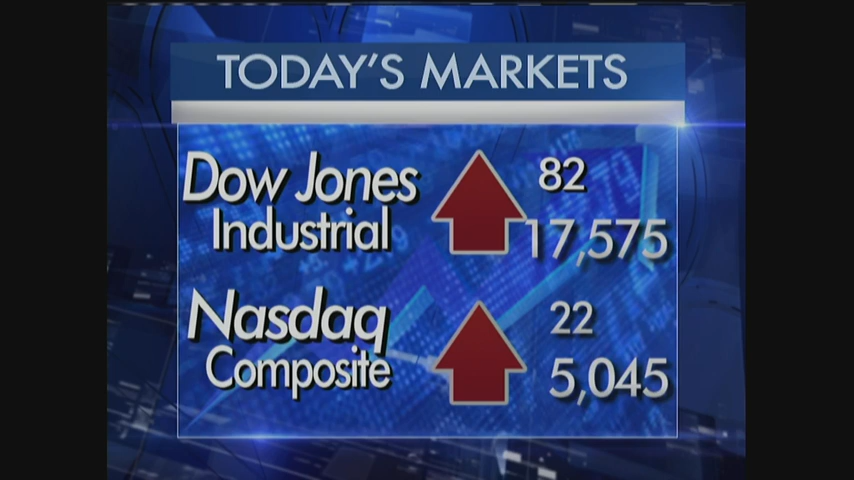 TODAY'S MARKETS
Dow Jones
Industrial
82
17,575
Nasdaq
Composite
22
5,045